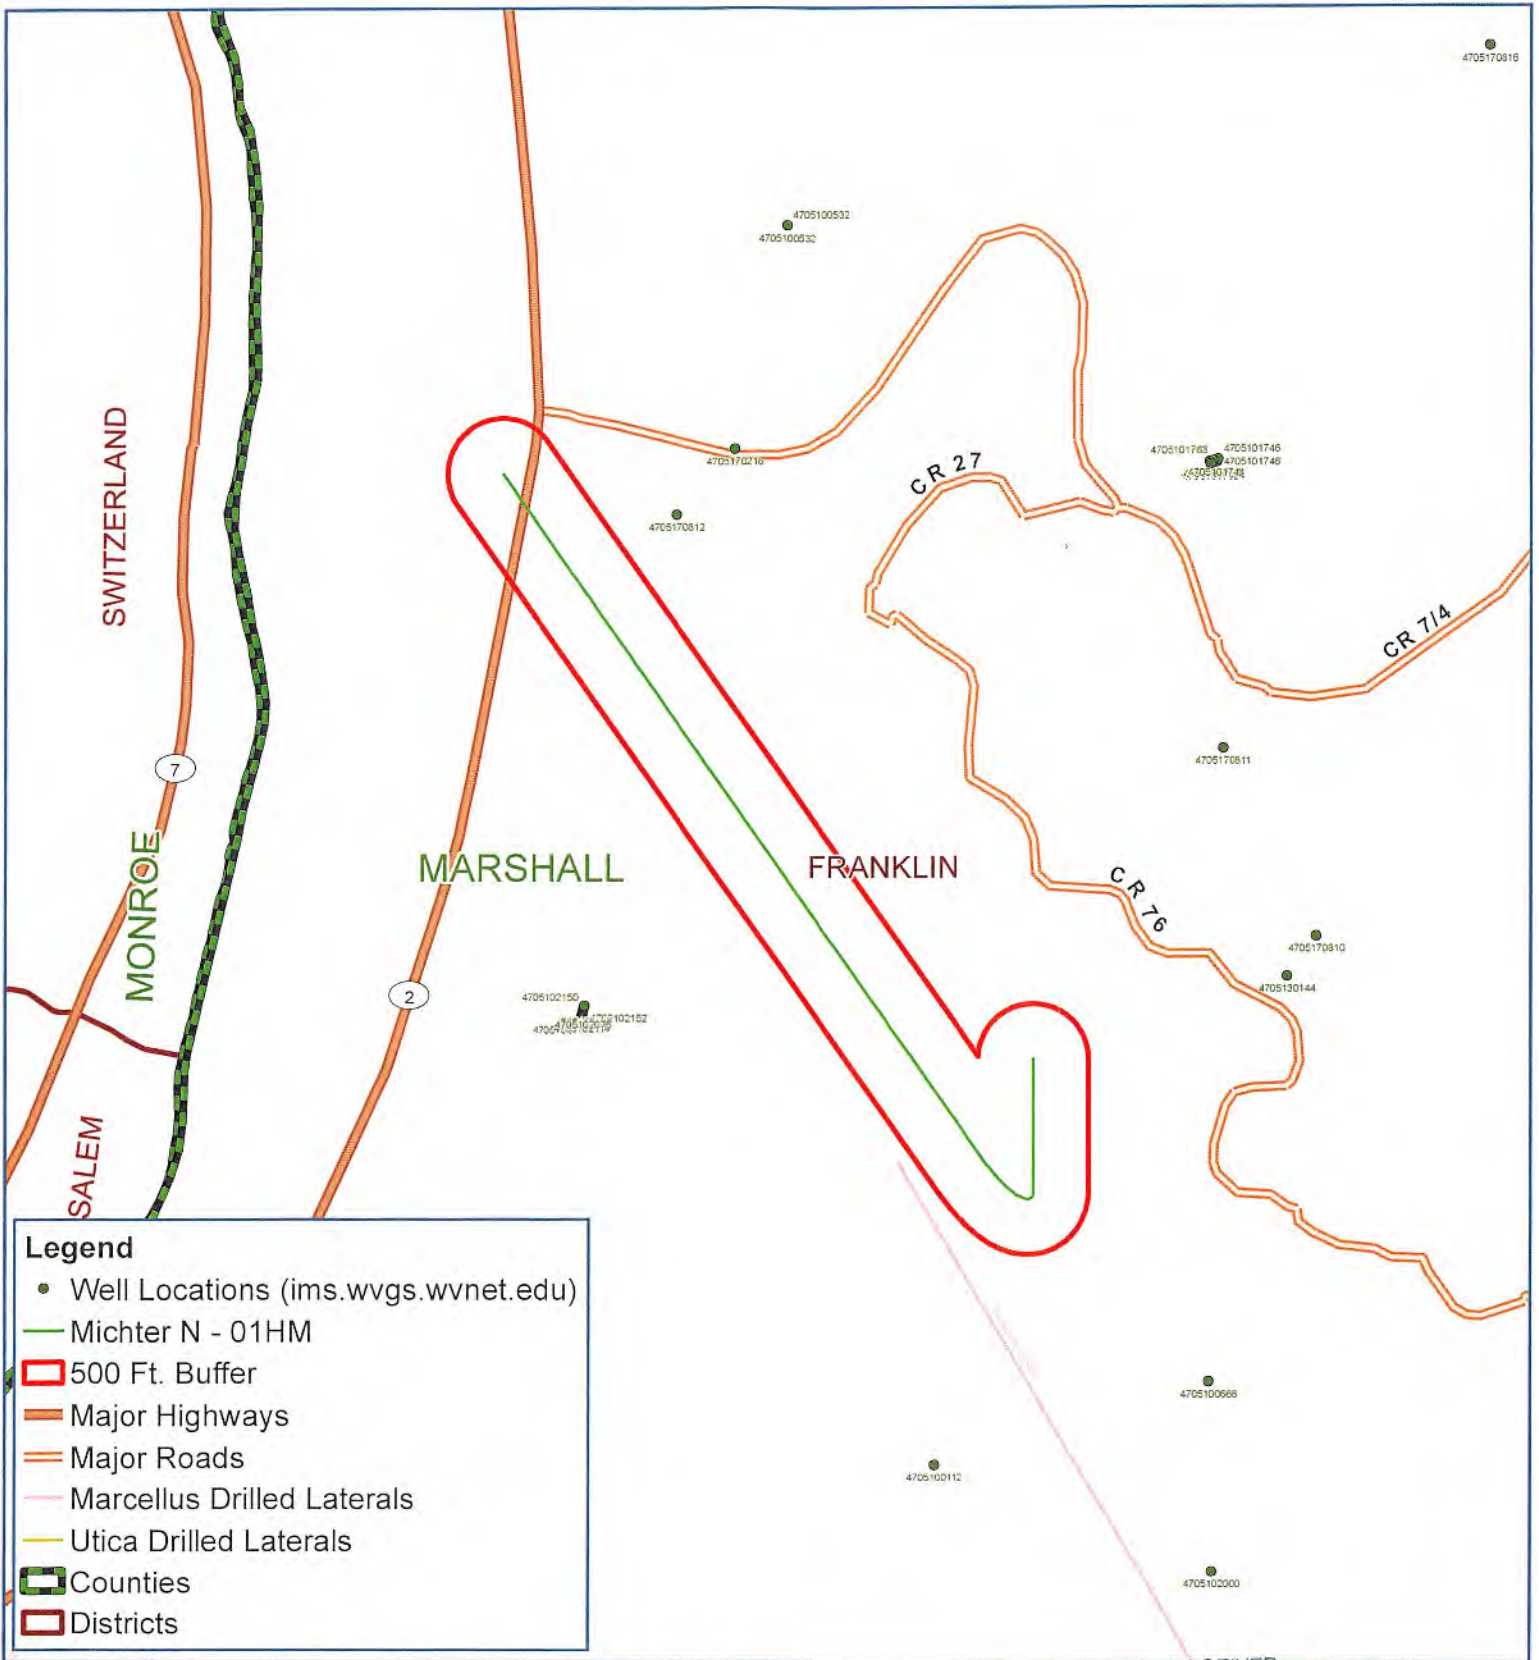 4705170816
4705100532
4705100532
4705170216
4705101763
4705101746
4705101746
CR 27
4705170812
SWITZERLAND
CR 7/4
4705170811
7
MONROE
MARSHALL
FRANKLIN
CR 76
4705170810
4705130144
2
4705102150
SALEM
Legend
Well Locations (ims.wvgs.wvnet.edu)
Michter N - 01HM
500 Ft. Buffer
Major Highways
Major Roads
Marcellus Drilled Laterals
Utica Drilled Laterals
Counties
Districts
4705100668
4705100112
4705102000